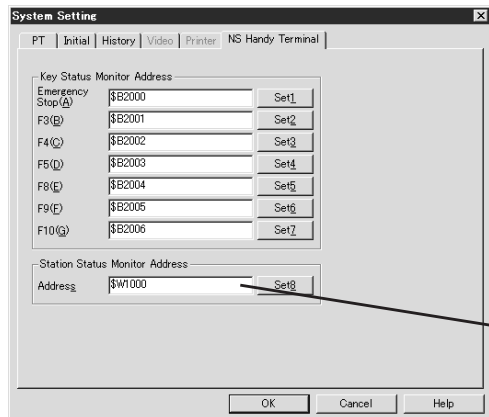 System Setting
PT Initial History Video Printer NS Handy Terminal
Key Status Monitor Address
Emergency Stop(A) $B2000 Set1
F3(B) $B2001 Set2
F4(C) $B2002 Set3
F5(D) $B2003 Set4
F8(E) $B2004 Set5
F9(F) $B2005 Set6
F10(G) $B2006 Set7
Station Status Monitor Address
Address $W1000 Set8
OK Cancel Help